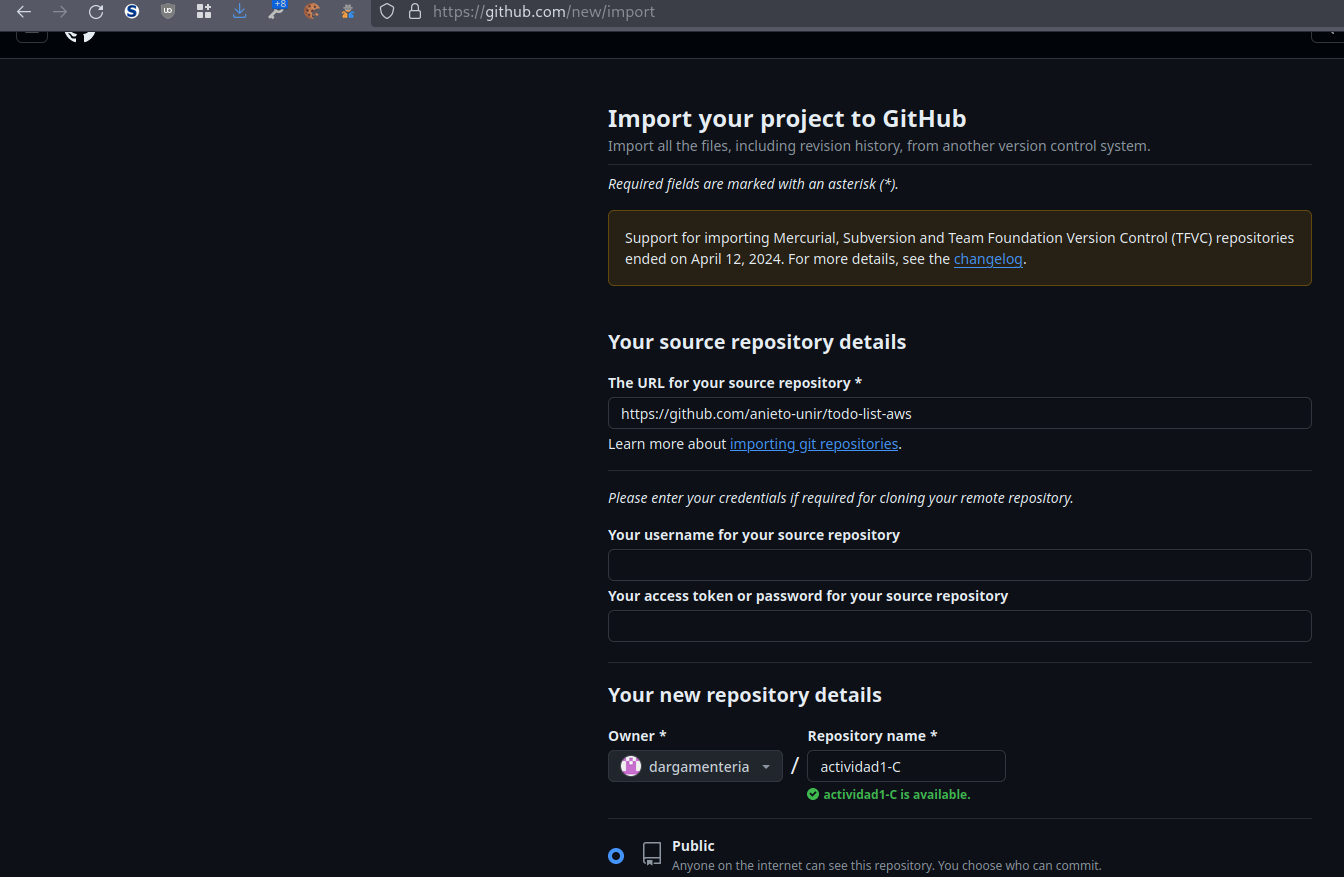 +8
https://github.com/new/import
Import your project to GitHub
Import all the files, including revision history, from another version control system.
Required fields are marked with an asterisk (*).
Support for importing Mercurial, Subversion and Team Foundation Version Control (TFVC) repositories
ended on April 12, 2024. For more details, see the changelog.
Your source repository details
The URL for your source repository *
https://github.com/anieto-unir/todo-list-aws
Learn more about importing git repositories.
Please enter your credentials if required for cloning your remote repository.
Your username for your source repository
Your access token or password for your source repository
Your new repository details
Owner *
Repository name *
dargamenteria
/
actividad1-C
actividad1-C is available.
Public
Anyone on the internet can see this repository. You choose who can commit.